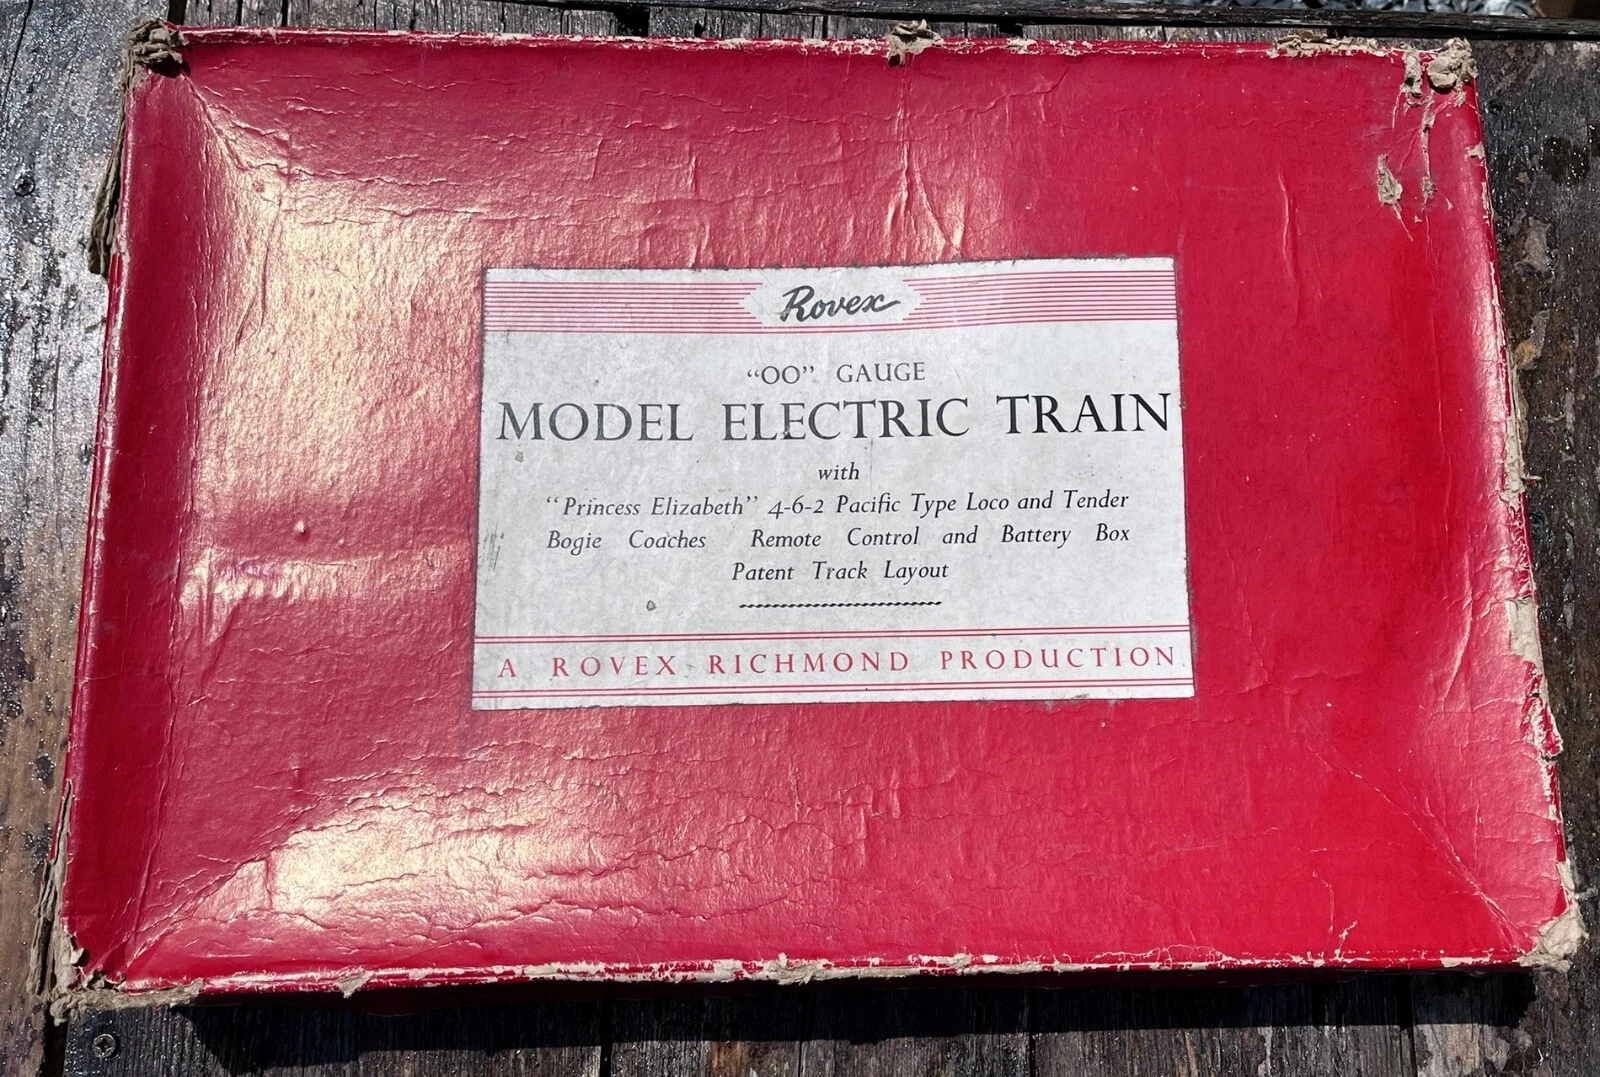 Rovex
“OO” GAUGE
MODEL ELECTRIC TRAIN
with
“Princess Elizabeth” 4-6-2 Pacific Type Loco and Tender
Bogie Coaches Remote Control and Battery Box
Patent Track Layout
A ROVEX RICHMOND PRODUCTION